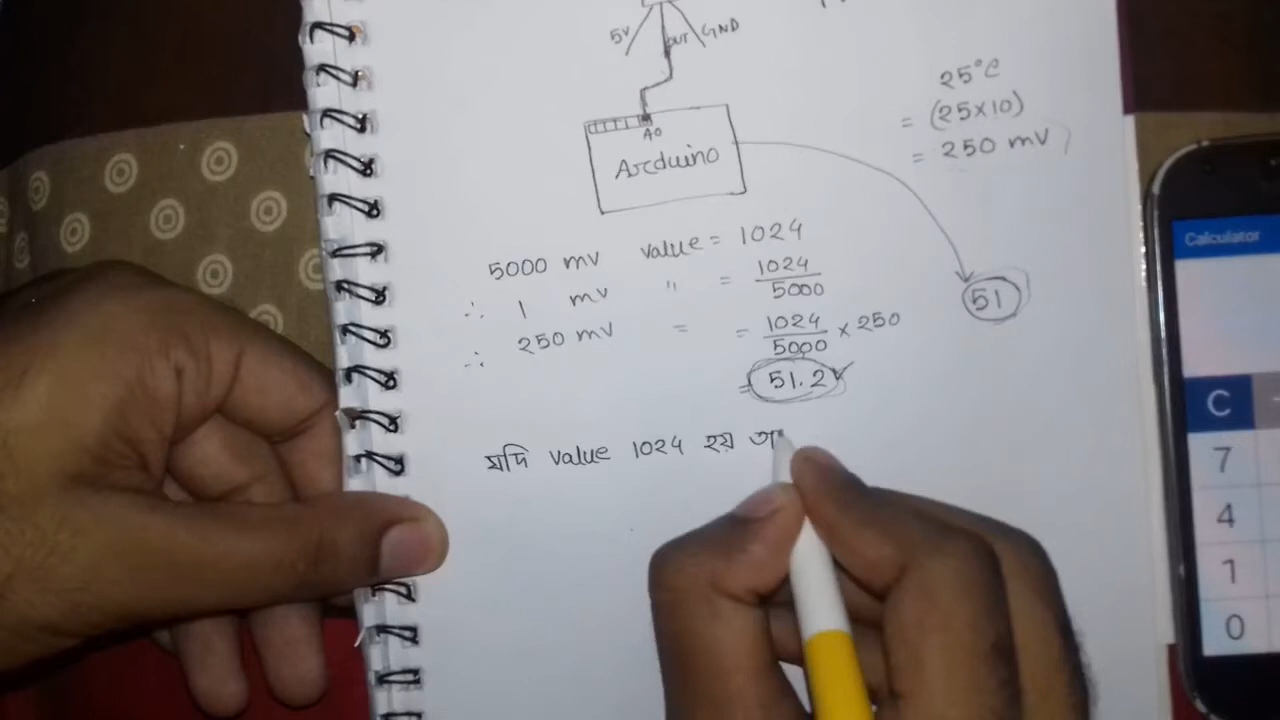 5V OUT GND
A0
Arduino
25°C
= (25×10)
= 250 mV
5000 mV value = 1024
∴ 1 mV " = 1024/5000
∴ 250 mV = = 1024/5000 × 250
= 51.2
51
যদি value 1024 হয়
Calculator
C
7
4
1
0